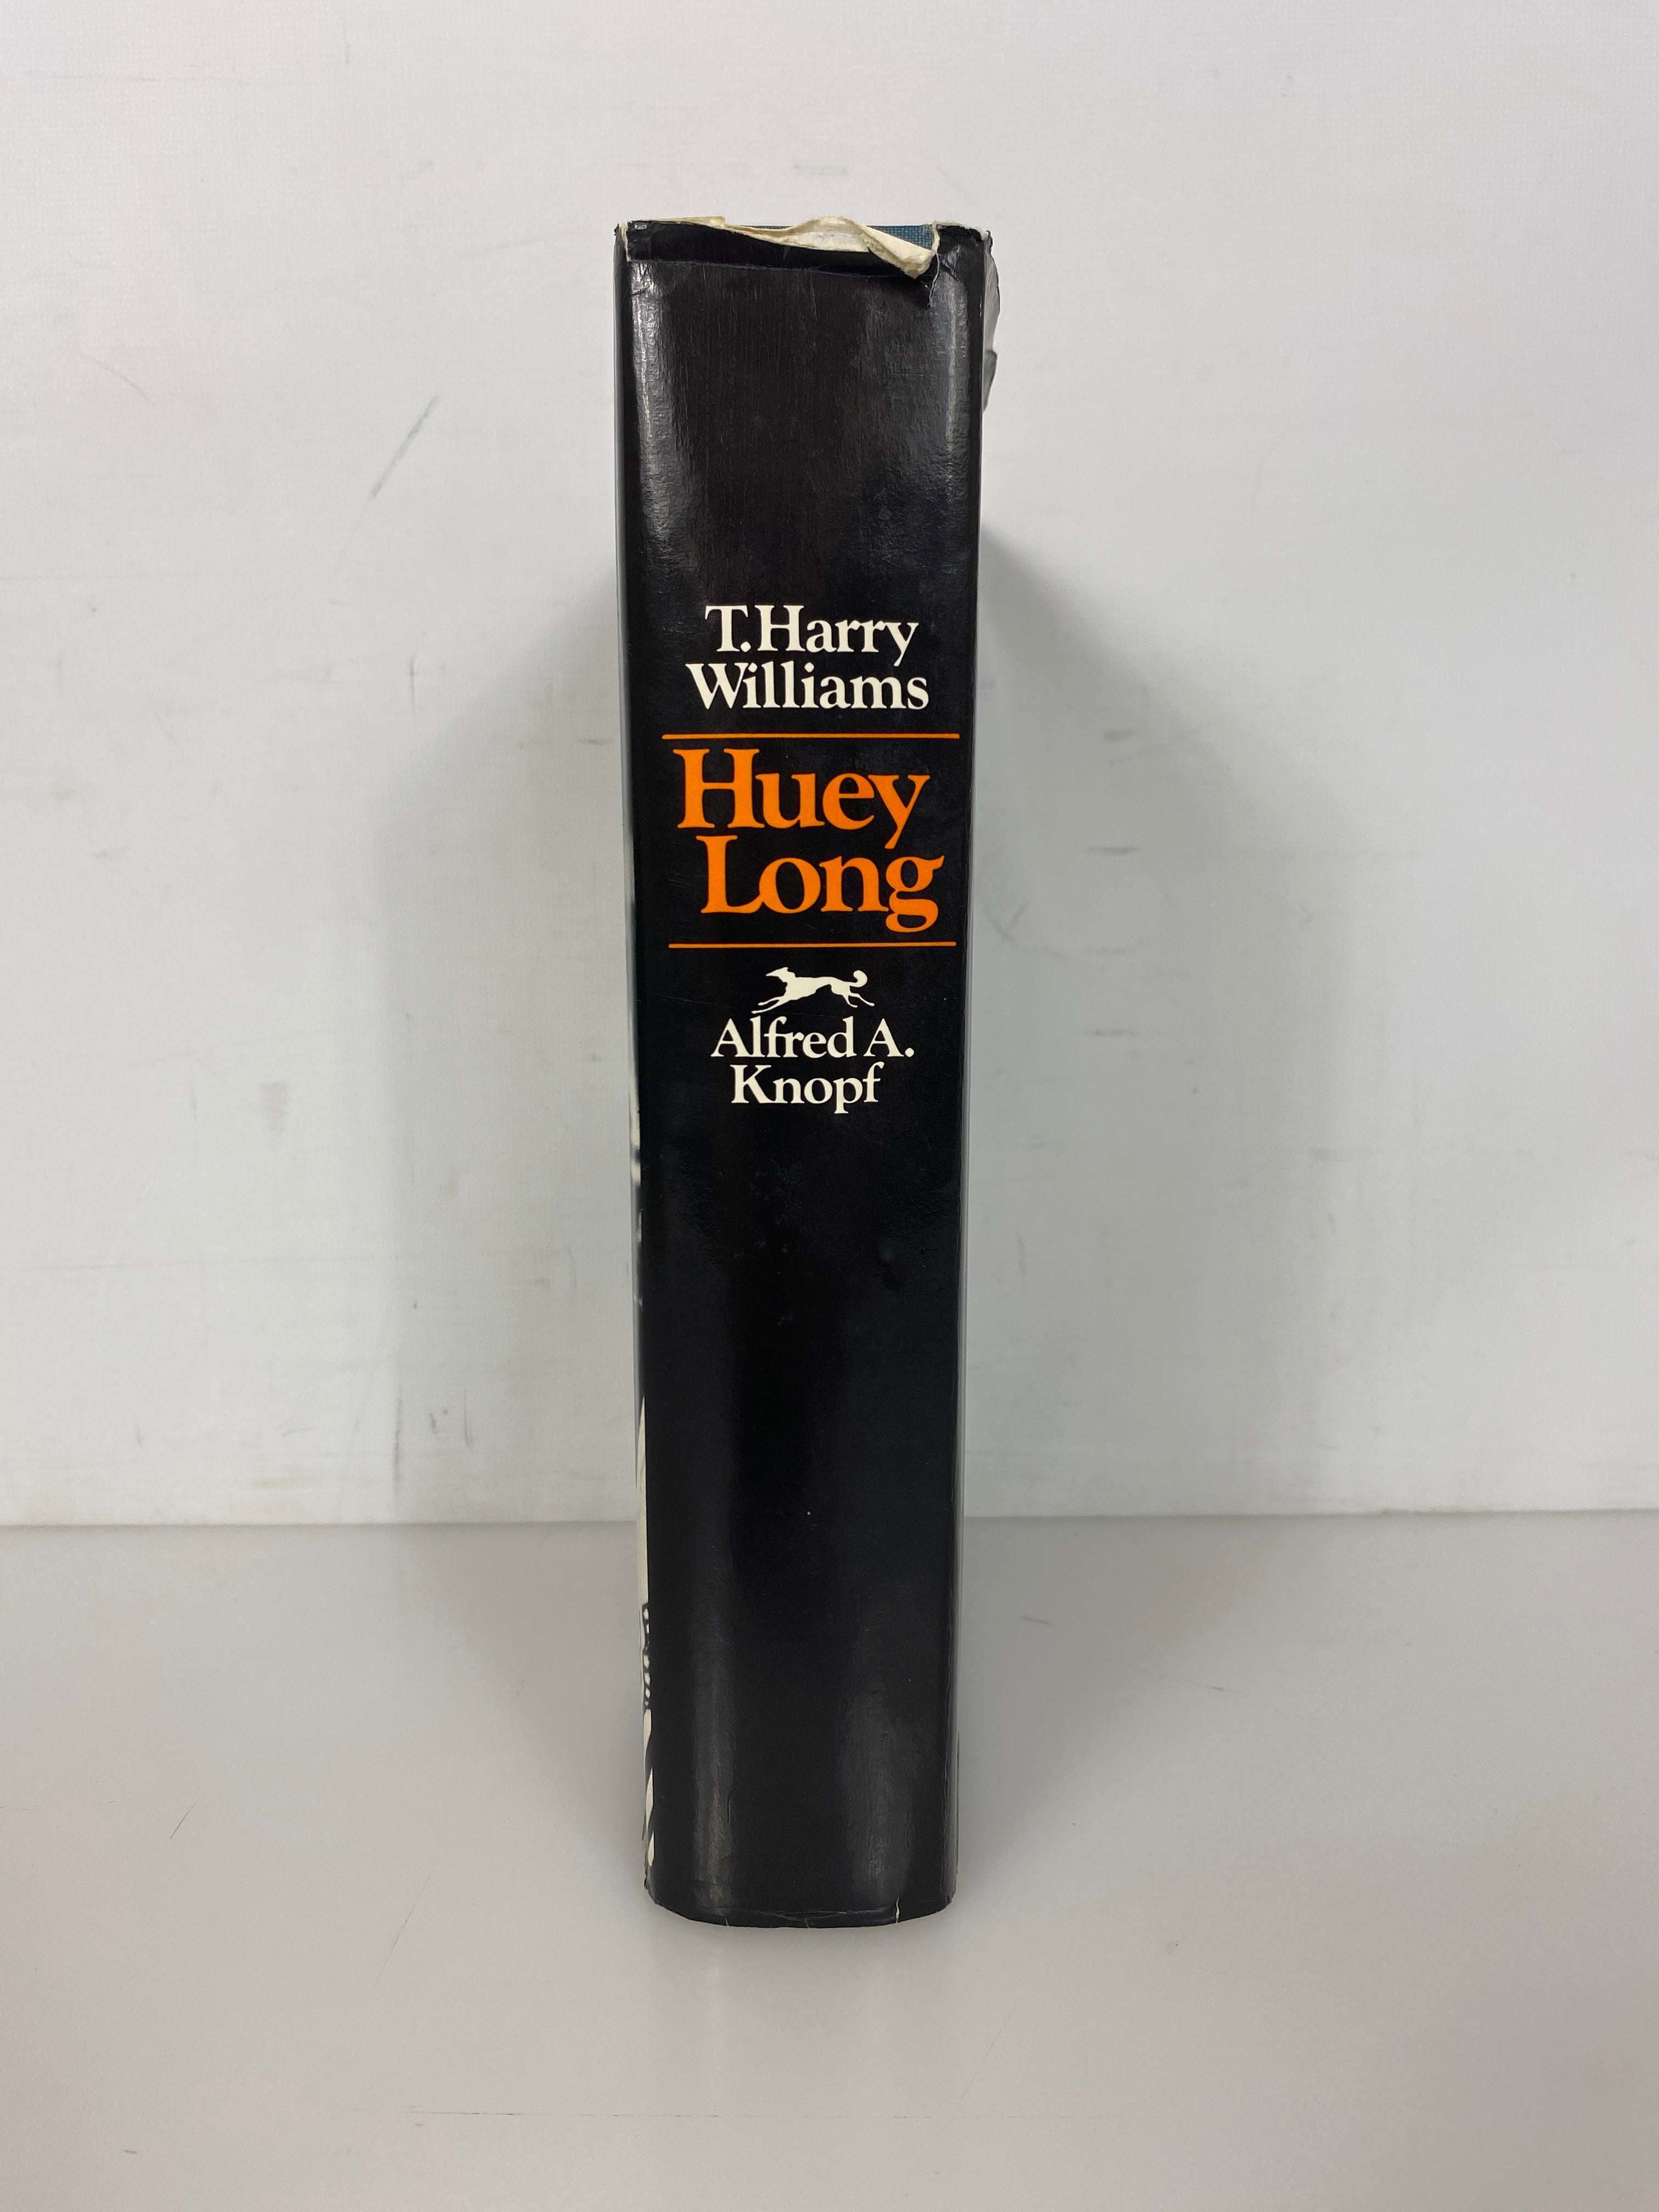 T. Harry
Williams
Huey
Long
Alfred A.
Knopf